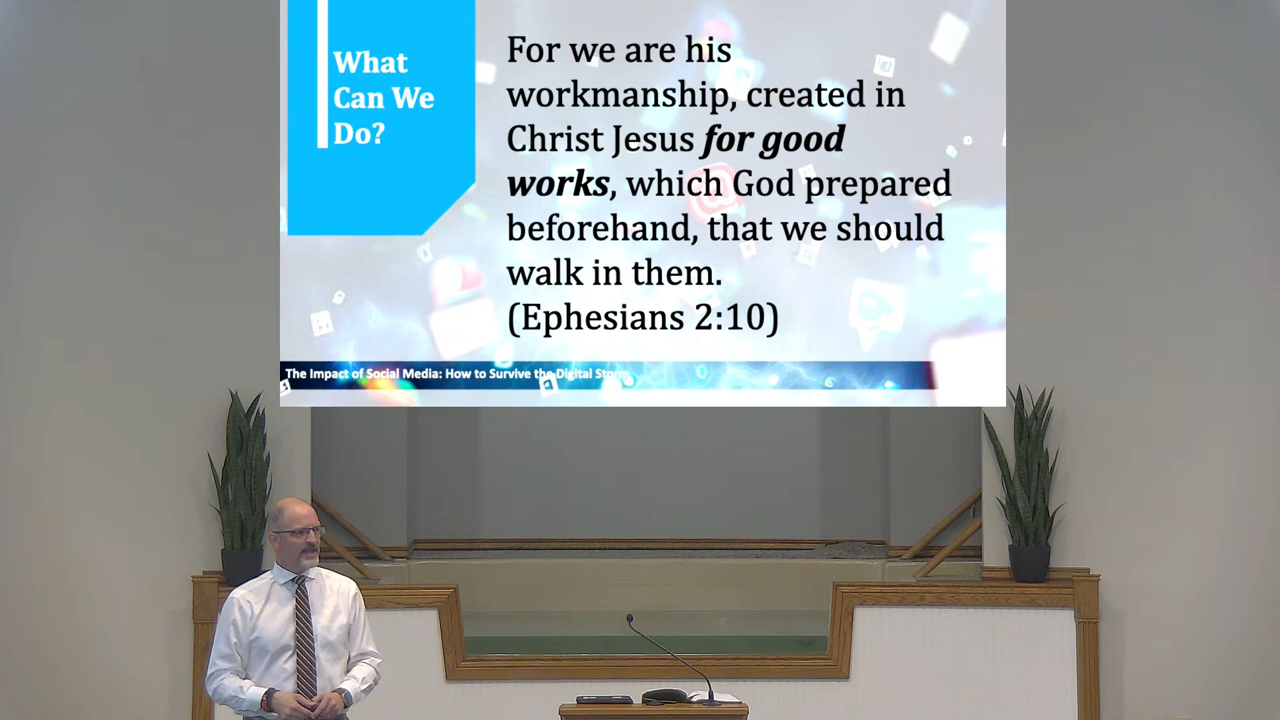 What
Can We
Do?
For we are his
workmanship, created in
Christ Jesus for good
works, which God prepared
beforehand, that we should
walk in them.
(Ephesians 2:10)
The Impact of Social Media: How to Survive the Digital Storm